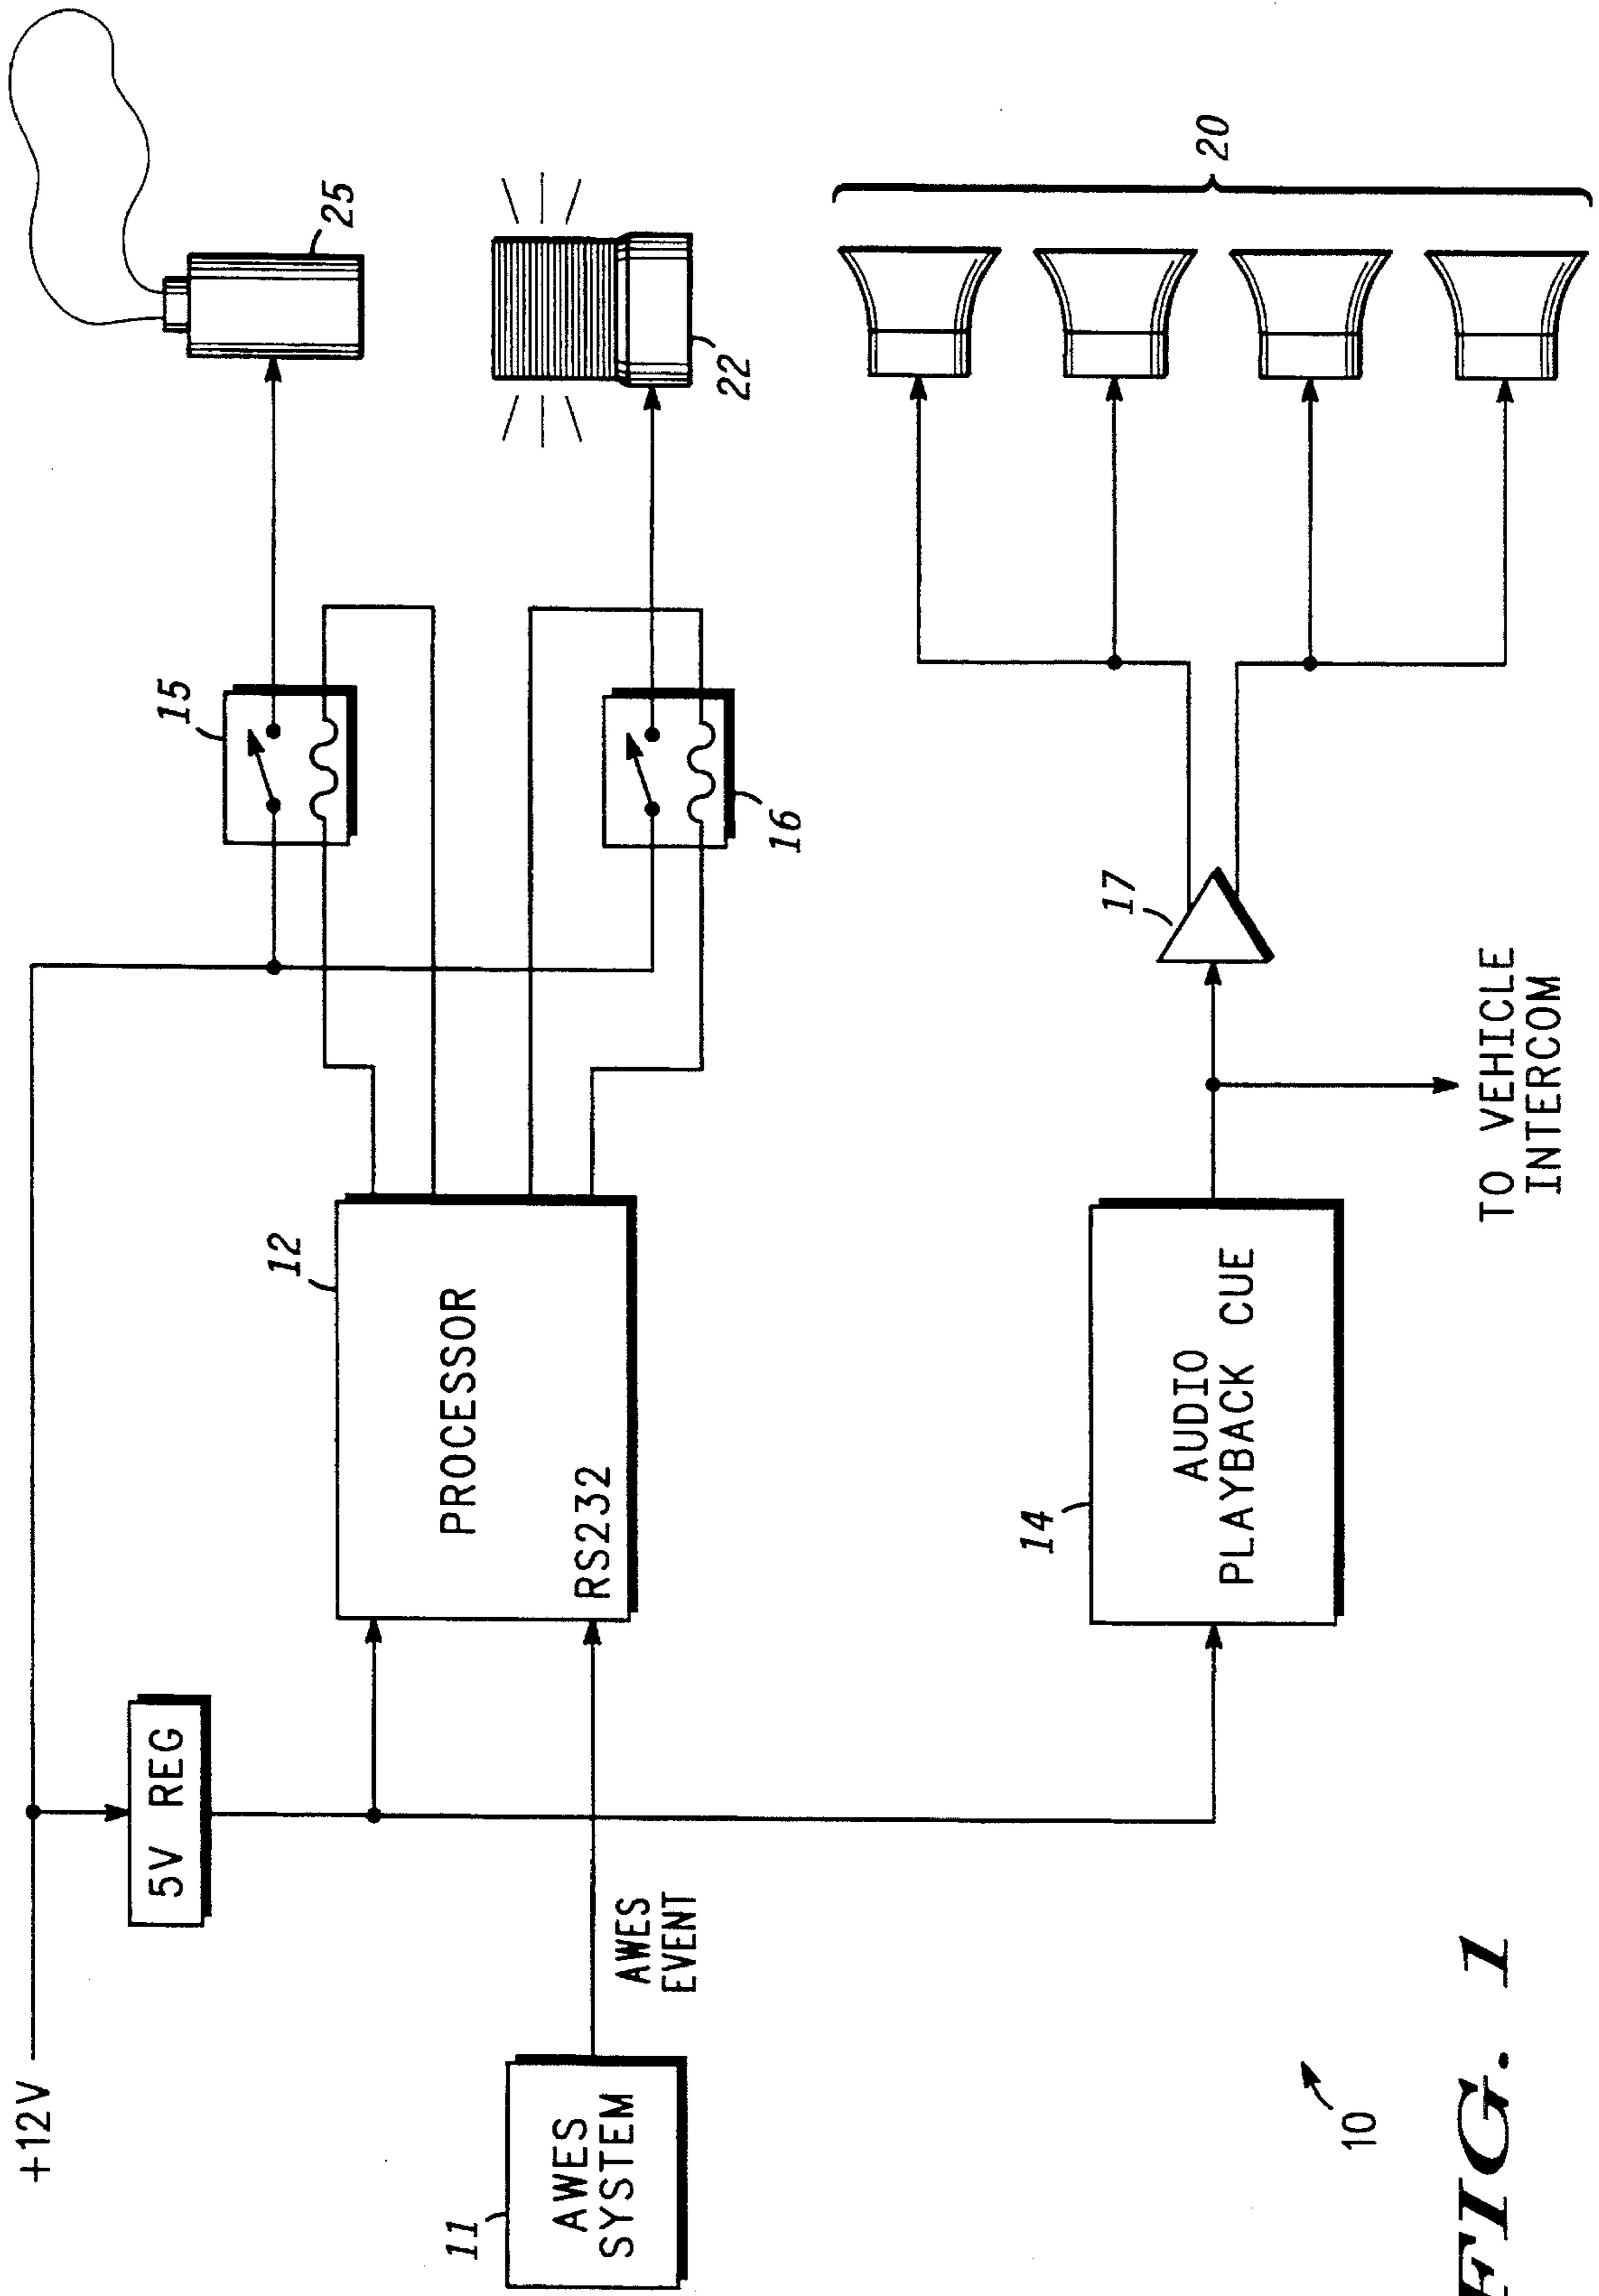 +12V
5V REG
15
25
12
PROCESSOR
RS232
11
AWES
SYSTEM
AWES
EVENT
16
22
14
AUDIO
PLAYBACK CUE
17
20
TO VEHICLE
INTERCOM
10
FIG. 1